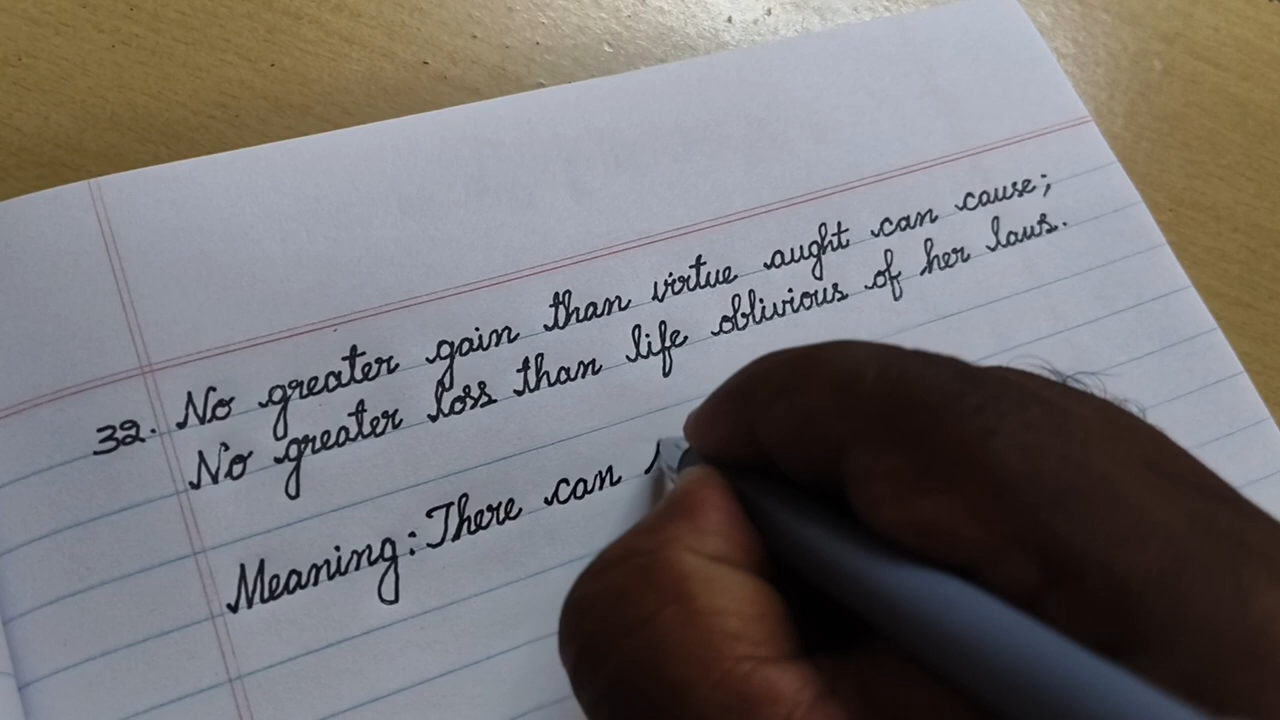 32. No greater gain than virtue aught can cause;
No greater loss than life oblivious of her laws.
Meaning: There can